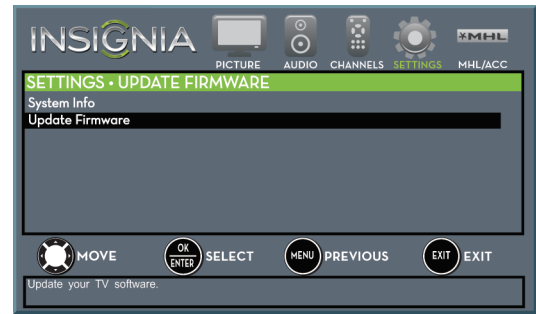 INSIGNIA
PICTURE AUDIO CHANNELS SETTINGS MHL/ACC
MHL
SETTINGS • UPDATE FIRMWARE
System Info
Update Firmware
MOVE OK ENTER SELECT MENU PREVIOUS EXIT EXIT
Update your TV software.